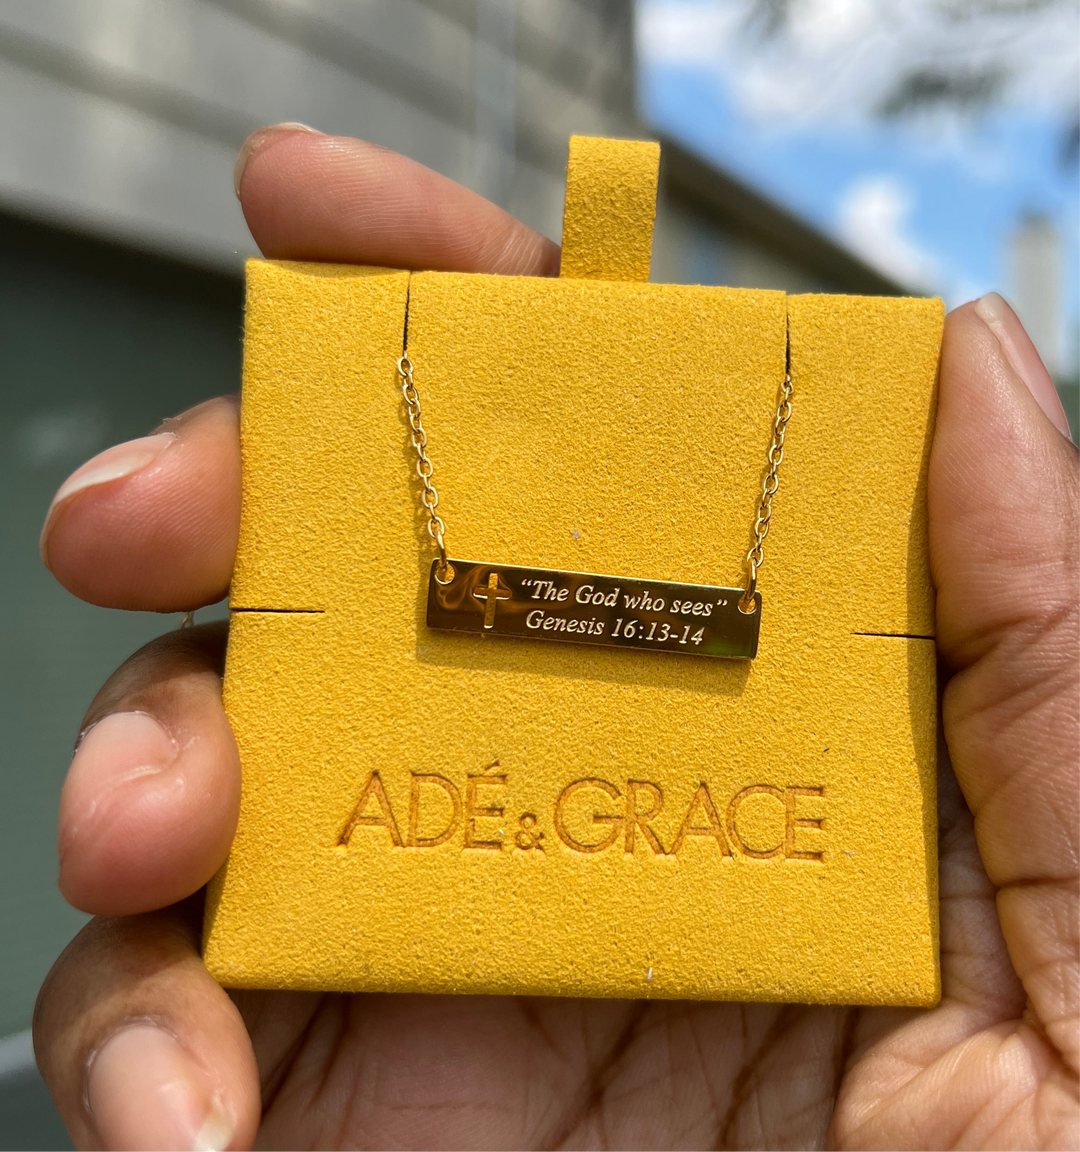 “The God who sees”
Genesis 16:13-14
ADÉ & GRACE